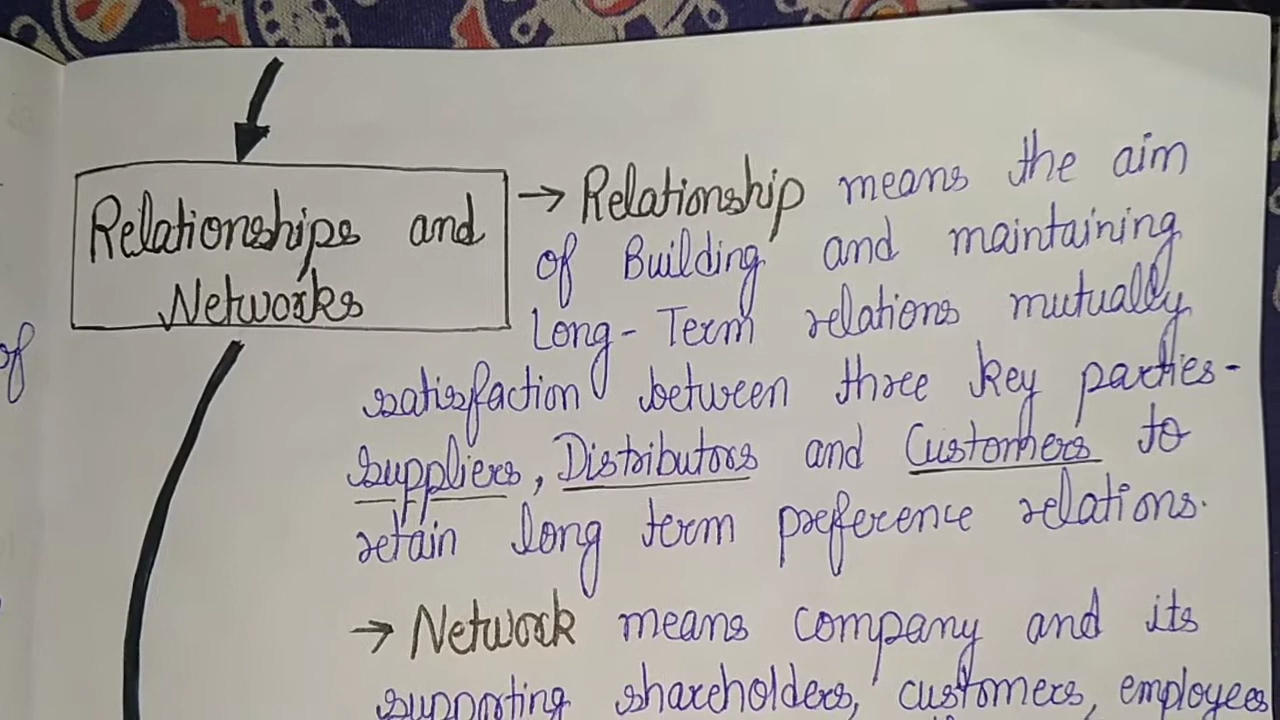 Relationships and
Networks
→ Relationship means the aim
of Building and maintaining
Long-Term relations mutually
satisfaction between three key parties-
suppliers, Distributors and Customers to
retain long term preference relations.
→ Network means company and its
supporting shareholders, customers, employees
of